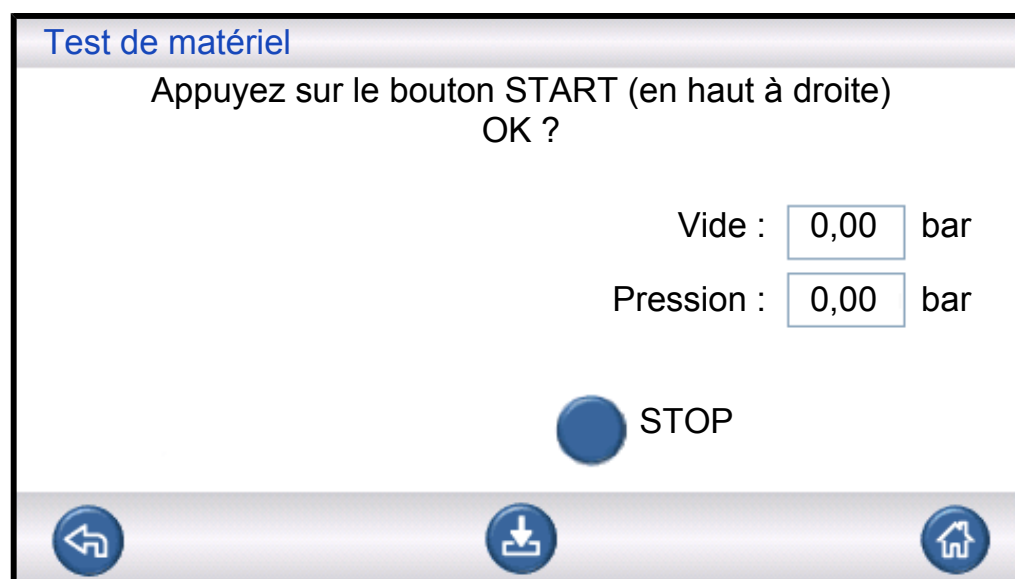 Test de matériel
Appuyez sur le bouton START (en haut à droite)
OK ?
Vide : 0,00 bar
Pression : 0,00 bar
STOP